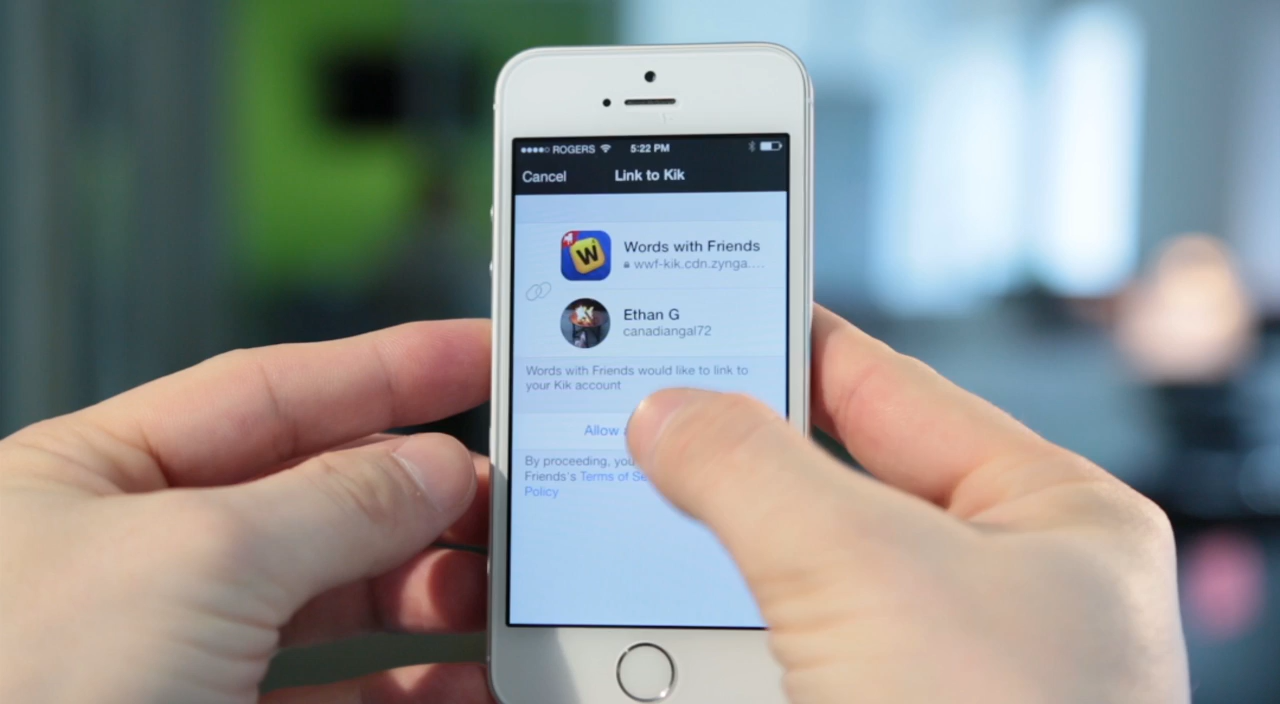 ROGERS 5:22 PM
Cancel Link to Kik
W
Words with Friends
wwf-kik.cdn.zynga....
Ethan G
canadiangal72
Words with Friends would like to link to
your Kik account
Allow
By proceeding, you
Friend's Terms of
Policy